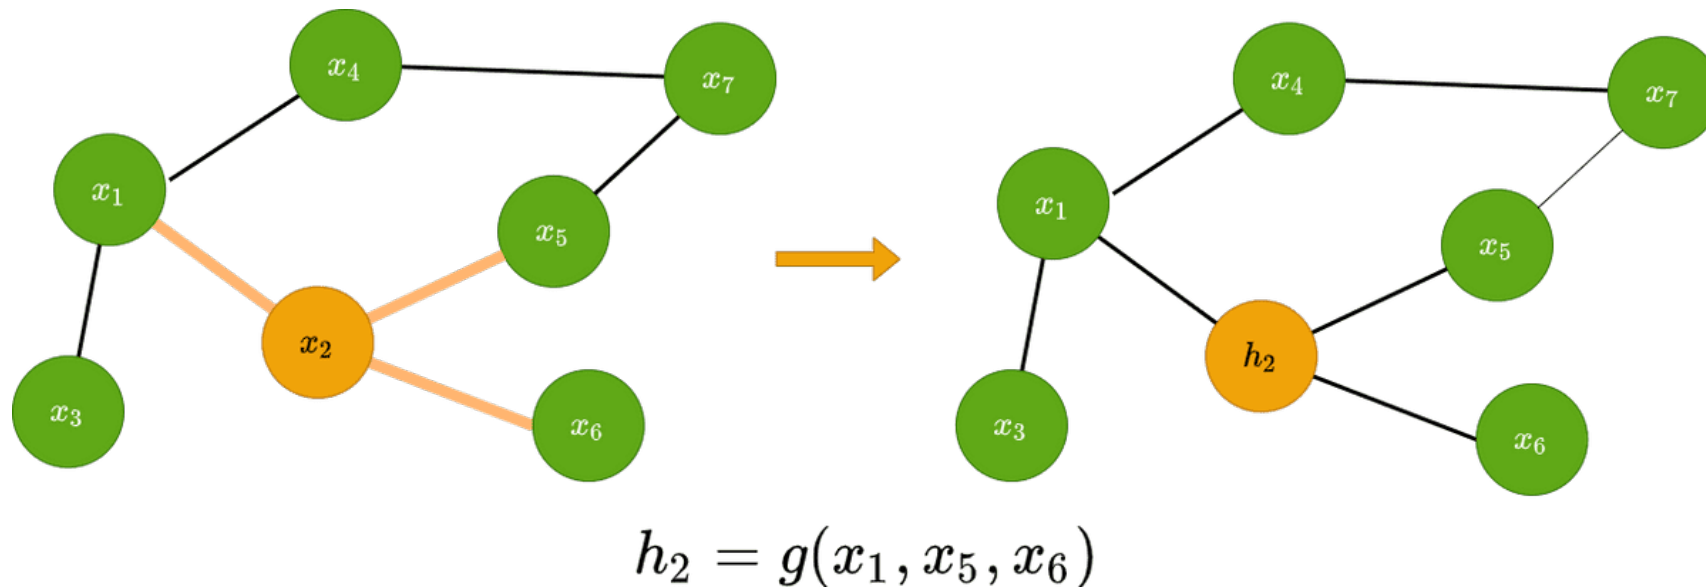 x₄
x₇
x₁
x₅
x₂
x₃
x₆
x₄
x₇
x₁
x₅
h₂
x₃
x₆
h₂ = g(x₁, x₅, x₆)